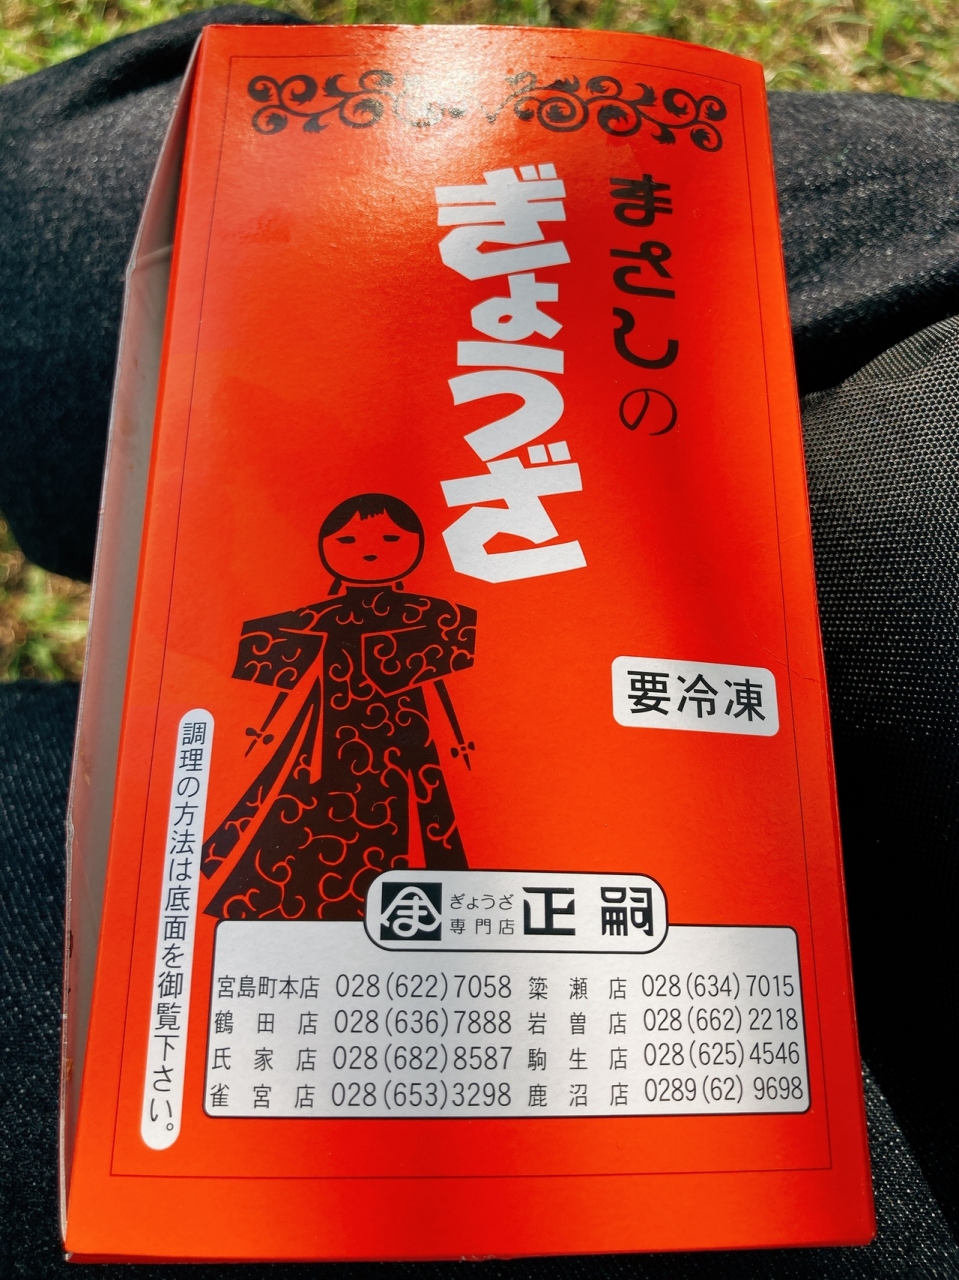 まさしの
ぎょうざ
要冷凍
調理の方法は底面を御覧下さい。
ま
ぎょうざ
専門店
正嗣
宮島町本店 028(622)7058 簗瀬店 028(634)7015
鶴田店 028(636)7888 岩曽店 028(662)2218
氏家店 028(682)8587 駒生店 028(625)4546
雀宮店 028(653)3298 鹿沼店 0289(62)9698